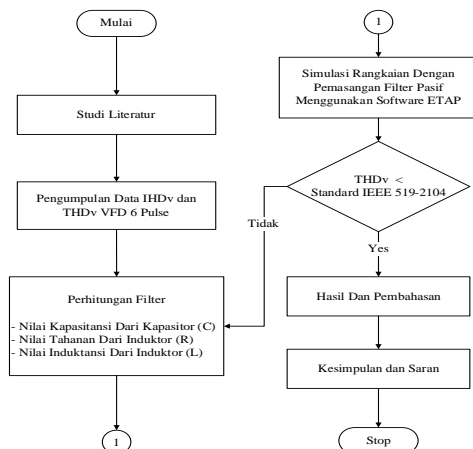 Mulai
Studi Literatur
Pengumpulan Data IHDv dan
THDv VFD 6 Pulse
Perhitungan Filter
- Nilai Kapasitansi Dari Kapasitor (C)
- Nilai Tahanan Dari Induktor (R)
- Nilai Induktansi Dari Induktor (L)
1
1
Simulasi Rangkaian Dengan
Pemasangan Filter Pasif
Menggunakan Software ETAP
THDv <
Standard IEEE 519-2104
Tidak
Yes
Hasil Dan Pembahasan
Kesimpulan dan Saran
Stop